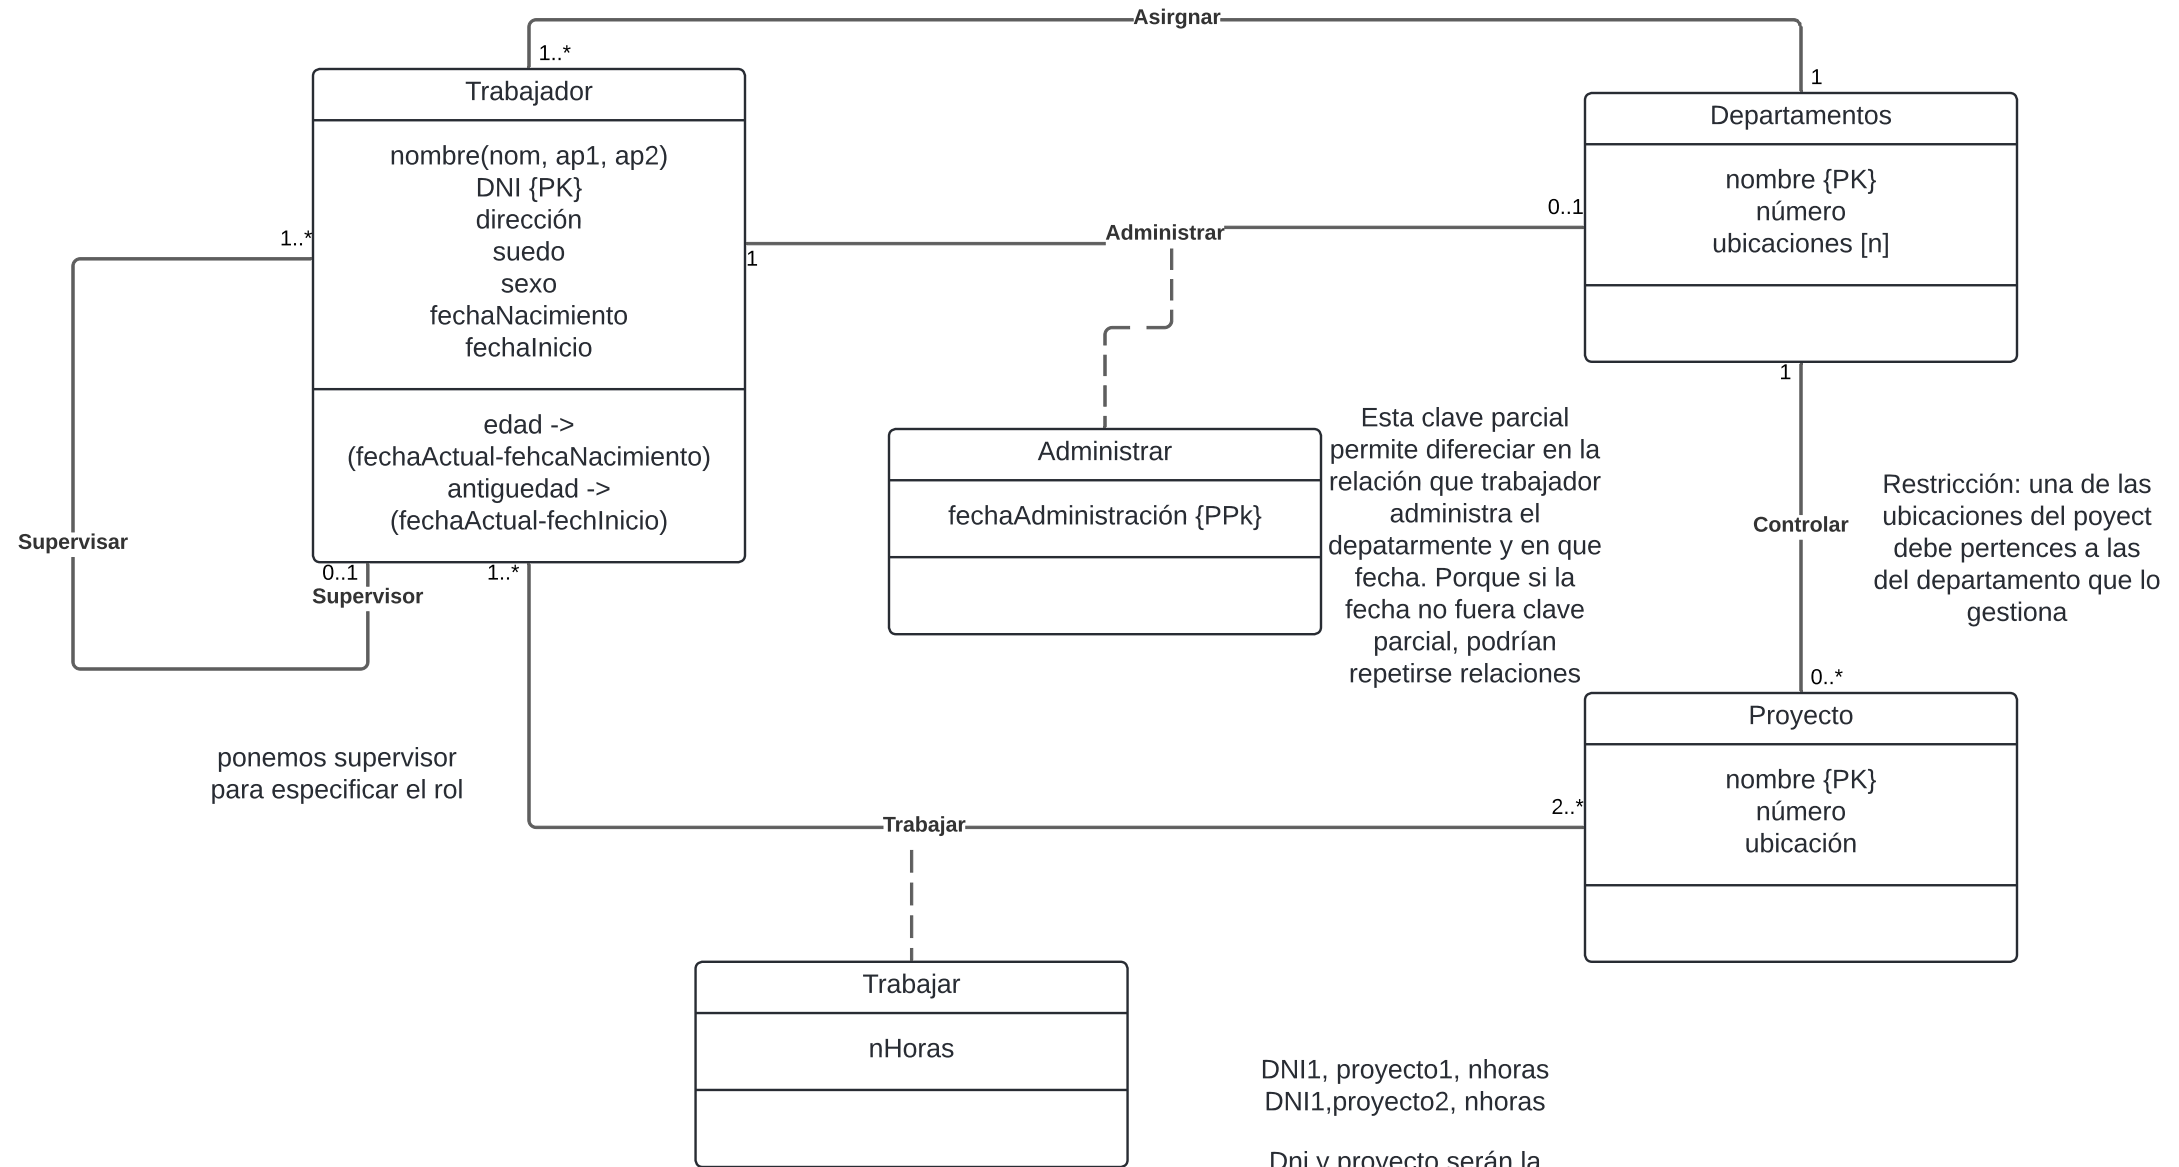 Asirgnar
1..*
1
Trabajador
nombre(nom, ap1, ap2)
DNI {PK}
dirección
suedo
sexo
fechaNacimiento
fechaInicio
edad ->
(fechaActual-fehcaNacimiento)
antiguedad ->
(fechaActual-fechInicio)
Departamentos
nombre {PK}
número
ubicaciones [n]
1..*
Supervisar
0..1
Supervisor
1..*
1
Administrar
0..1
Administrar
fechaAdministración {PPk}
Esta clave parcial
permite difereciar en la
relación que trabajador
administra el
depatarmente y en que
fecha. Porque si la
fecha no fuera clave
parcial, podrían
repetirse relaciones
1
Controlar
0..*
Restricción: una de las
ubicaciones del poyect
debe pertences a las
del departamento que lo
gestiona
Proyecto
nombre {PK}
número
ubicación
ponemos supervisor
para especificar el rol
Trabajar
2..*
Trabajar
nHoras
DNI1, proyecto1, nhoras
DNI1,proyecto2, nhoras
Dni y proyecto serán la